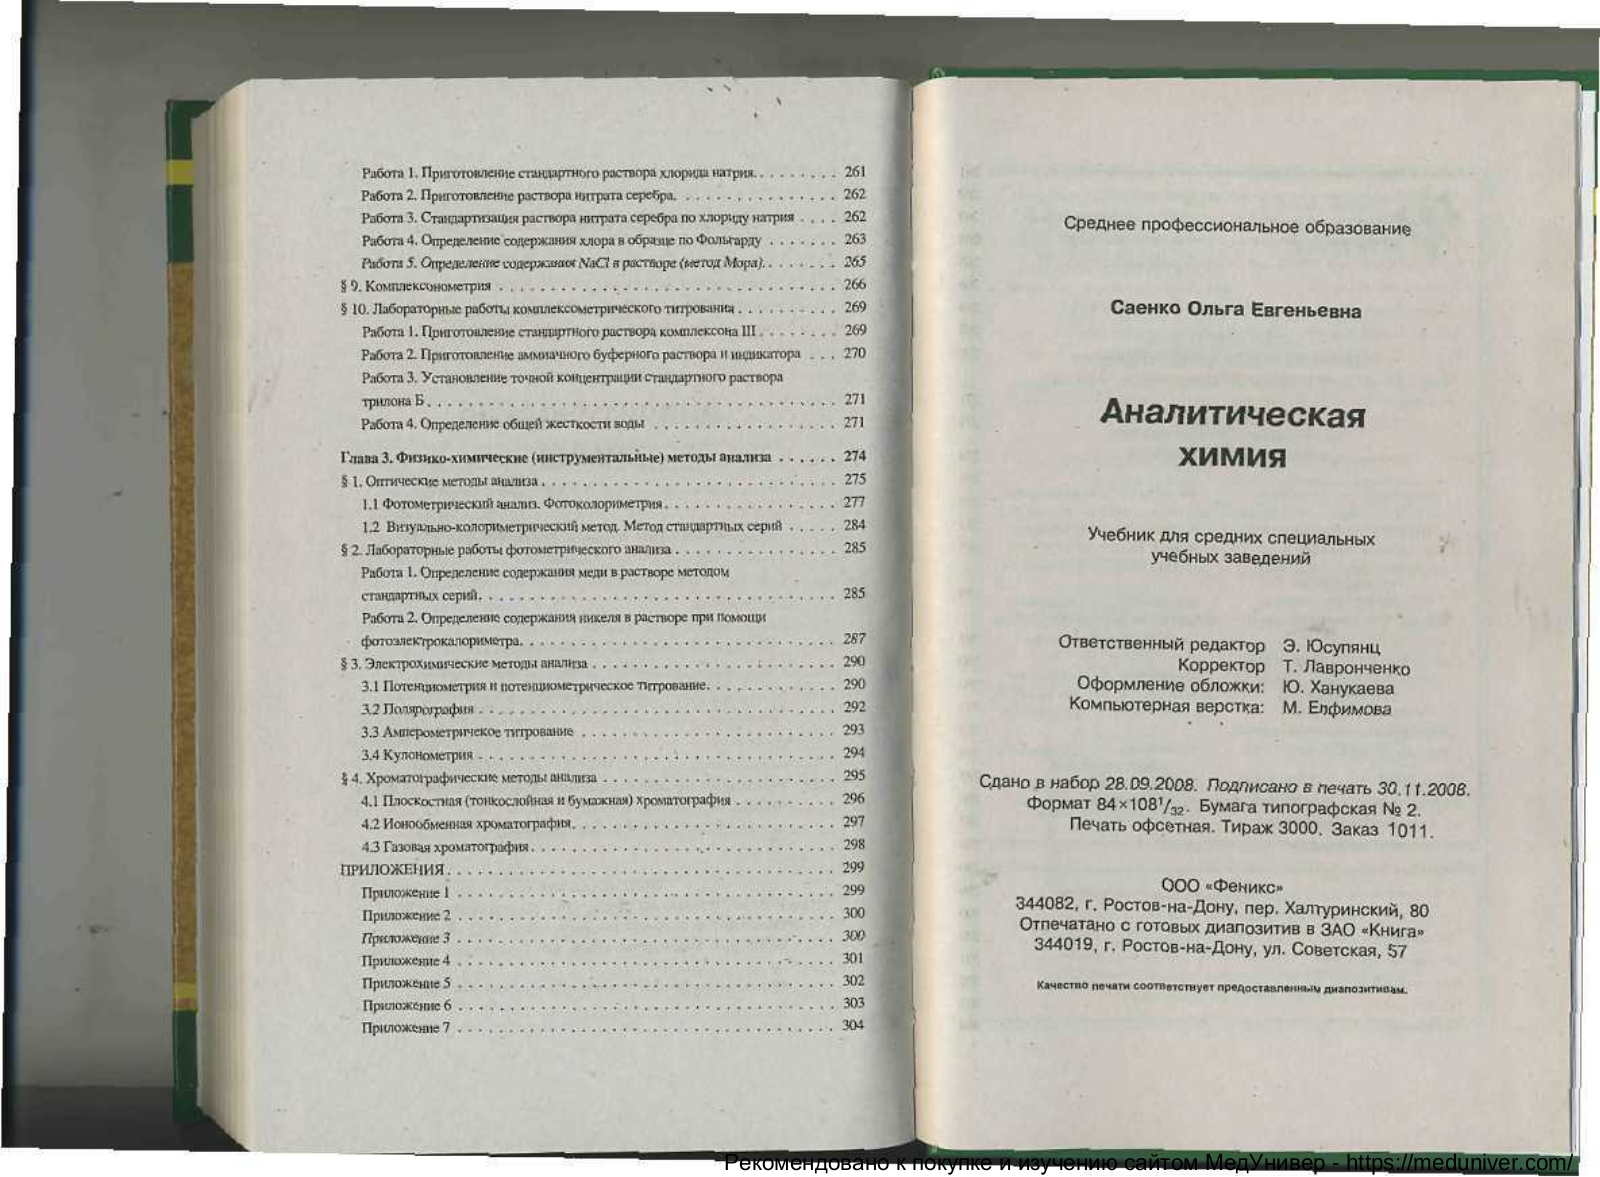 Работа 1. Приготовление стандартного раствора хлорида натрия. . . . . . . . . 261
Работа 2. Приготовление раствора нитрата серебра. . . . . . . . . . . . . . . . 262
Работа 3. Стандартизация раствора нитрата серебра по хлориду натрия . . . . 262
Работа 4. Определение содержания хлора в образце по Фольгарду . . . . . . . 263
Работа 5. Определение содержания NaCl в растворе (метод Мора). . . . . . . . 265
§ 9. Комплексонометрия . . . . . . . . . . . . . . . . . . . . . . . . . . . . . . . 266
§ 10. Лабораторные работы комплексометрического титрования . . . . . . . . . . 269
Работа 1. Приготовление стандартного раствора комплексона III . . . . . . . . 269
Работа 2. Приготовление аммиачного буферного раствора и индикатора . . . 270
Работа 3. Установление точной концентрации стандартного раствора
трилона Б . . . . . . . . . . . . . . . . . . . . . . . . . . . . . . . . . . . . . . 271
Работа 4. Определение общей жесткости воды . . . . . . . . . . . . . . . . . . 271
Глава 3. Физико-химические (инструментальные) методы анализа . . . . . . 274
§ 1. Оптические методы анализа . . . . . . . . . . . . . . . . . . . . . . . . . . . 275
1.1 Фотометрический анализ. Фотоколориметрия . . . . . . . . . . . . . . . . . 277
1.2 Визуально-колориметрический метод. Метод стандартных серий . . . . . 284
§ 2. Лабораторные работы фотометрического анализа . . . . . . . . . . . . . . . . 285
Работа 1. Определение содержания меди в растворе методом
стандартных серий. . . . . . . . . . . . . . . . . . . . . . . . . . . . . . . . . . 285
Работа 2. Определение содержания никеля в растворе при помощи
фотоэлектрокалориметра. . . . . . . . . . . . . . . . . . . . . . . . . . . . . . 287
§ 3. Электрохимические методы анализа . . . . . . . . . . . . . . . . . . . . . . . 290
3.1 Потенциометрия и потенциометрическое титрование. . . . . . . . . . . . . 290
3.2 Полярография . . . . . . . . . . . . . . . . . . . . . . . . . . . . . . . . . . . 292
3.3 Амперометричекое титрование . . . . . . . . . . . . . . . . . . . . . . . . . 293
3.4 Кулонометрия . . . . . . . . . . . . . . . . . . . . . . . . . . . . . . . . . . . 294
§ 4. Хроматографические методы анализа . . . . . . . . . . . . . . . . . . . . . . 295
4.1 Плоскостная (тонкослойная и бумажная) хроматография . . . . . . . . . . 296
4.2 Ионообменная хроматография. . . . . . . . . . . . . . . . . . . . . . . . . . 297
4.3 Газовая хроматография . . . . . . . . . . . . . . . . . . . . . . . . . . . . . . 298
ПРИЛОЖЕНИЯ . . . . . . . . . . . . . . . . . . . . . . . . . . . . . . . . . . . . . 299
Приложение 1 . . . . . . . . . . . . . . . . . . . . . . . . . . . . . . . . . . . . . 299
Приложение 2 . . . . . . . . . . . . . . . . . . . . . . . . . . . . . . . . . . . . . 300
Приложение 3 . . . . . . . . . . . . . . . . . . . . . . . . . . . . . . . . . . . . . 300
Приложение 4 . . . . . . . . . . . . . . . . . . . . . . . . . . . . . . . . . . . . . 301
Приложение 5 . . . . . . . . . . . . . . . . . . . . . . . . . . . . . . . . . . . . . 302
Приложение 6 . . . . . . . . . . . . . . . . . . . . . . . . . . . . . . . . . . . . . 303
Приложение 7 . . . . . . . . . . . . . . . . . . . . . . . . . . . . . . . . . . . . . 304
Среднее профессиональное образование
Саенко Ольга Евгеньевна
Аналитическая
химия
Учебник для средних специальных
учебных заведений
Ответственный редактор Э. Юсупянц
Корректор Т. Лавронченко
Оформление обложки: Ю. Ханукаева
Компьютерная верстка: М. Елфимова
Сдано в набор 28.09.2008. Подписано в печать 30.11.2008.
Формат 84×108¹/₃₂. Бумага типографская № 2.
Печать офсетная. Тираж 3000. Заказ 1011.
ООО «Феникс»
344082, г. Ростов-на-Дону, пер. Халтуринский, 80
Отпечатано с готовых диапозитив в ЗАО «Книга»
344019, г. Ростов-на-Дону, ул. Советская, 57
Качество печати соответствует предоставленным диапозитивам.
Рекомендовано к покупке и изучению сайтом МедУнивер - https://meduniver.com/